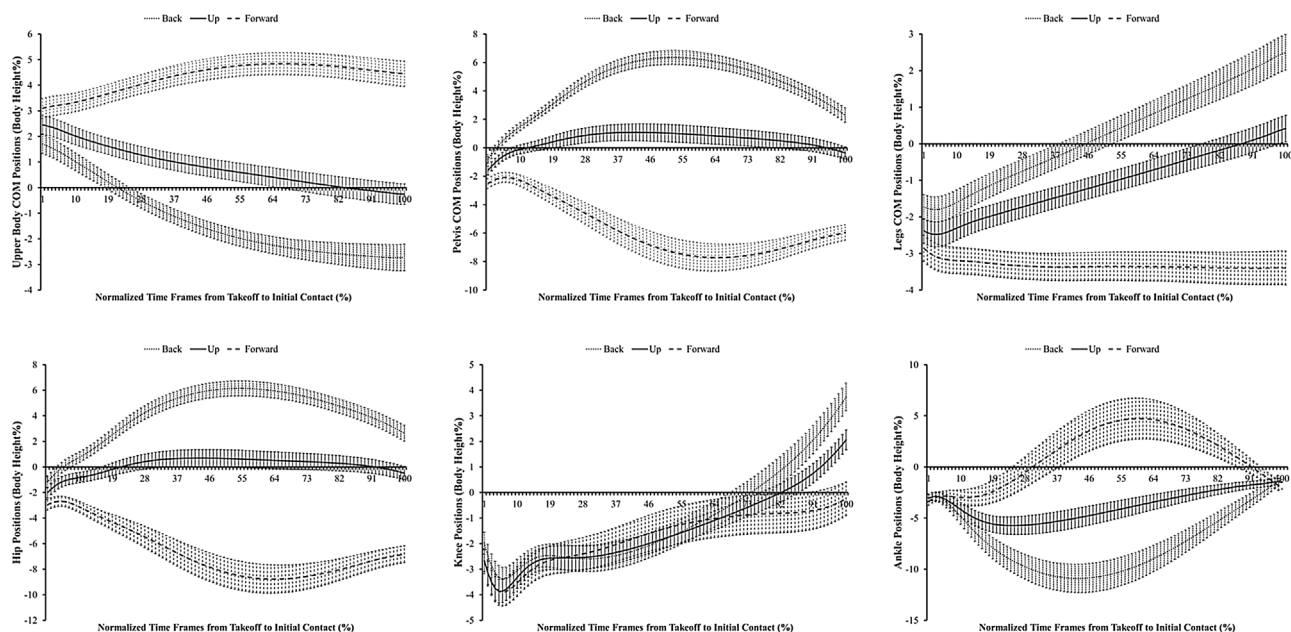 Back Up Forward
Upper Body COM Positions (Body Height%)
6
5
4
3
2
1
0
-1
-2
-3
-4
1 10 19 28 37 46 55 64 73 82 91 100
Normalized Time Frames from Takeoff to Initial Contact (%)
Back Up Forward
Pelvis COM Positions (Body Height%)
8
6
4
2
0
-2
-4
-6
-8
-10
1 10 19 28 37 46 55 64 73 82 91 100
Normalized Time Frames from Takeoff to Initial Contact (%)
Back Up Forward
Legs COM Positions (Body Height%)
3
2
1
0
-1
-2
-3
-4
1 10 19 28 37 46 55 64 73 82 91 100
Normalized Time Frames from Takeoff to Initial Contact (%)
Back Up Forward
Hip Positions (Body Height%)
8
6
4
2
0
-2
-4
-6
-8
-10
-12
19 28 37 46 55 64 73 82 91 100
Normalized Time Frames from Takeoff to Initial Contact (%)
Back Up Forward
Knee Positions (Body Height%)
5
4
3
2
1
0
-1
-2
-3
-4
-5
1 10 19 28 37 46 55 64 73 82 91 100
Normalized Time Frames from Takeoff to Initial Contact (%)
Back Up Forward
Ankle Positions (Body Height%)
10
5
0
-5
-10
-15
1 10 19 28 37 46 55 64 73 82 91 100
Normalized Time Frames from Takeoff to Initial Contact (%)